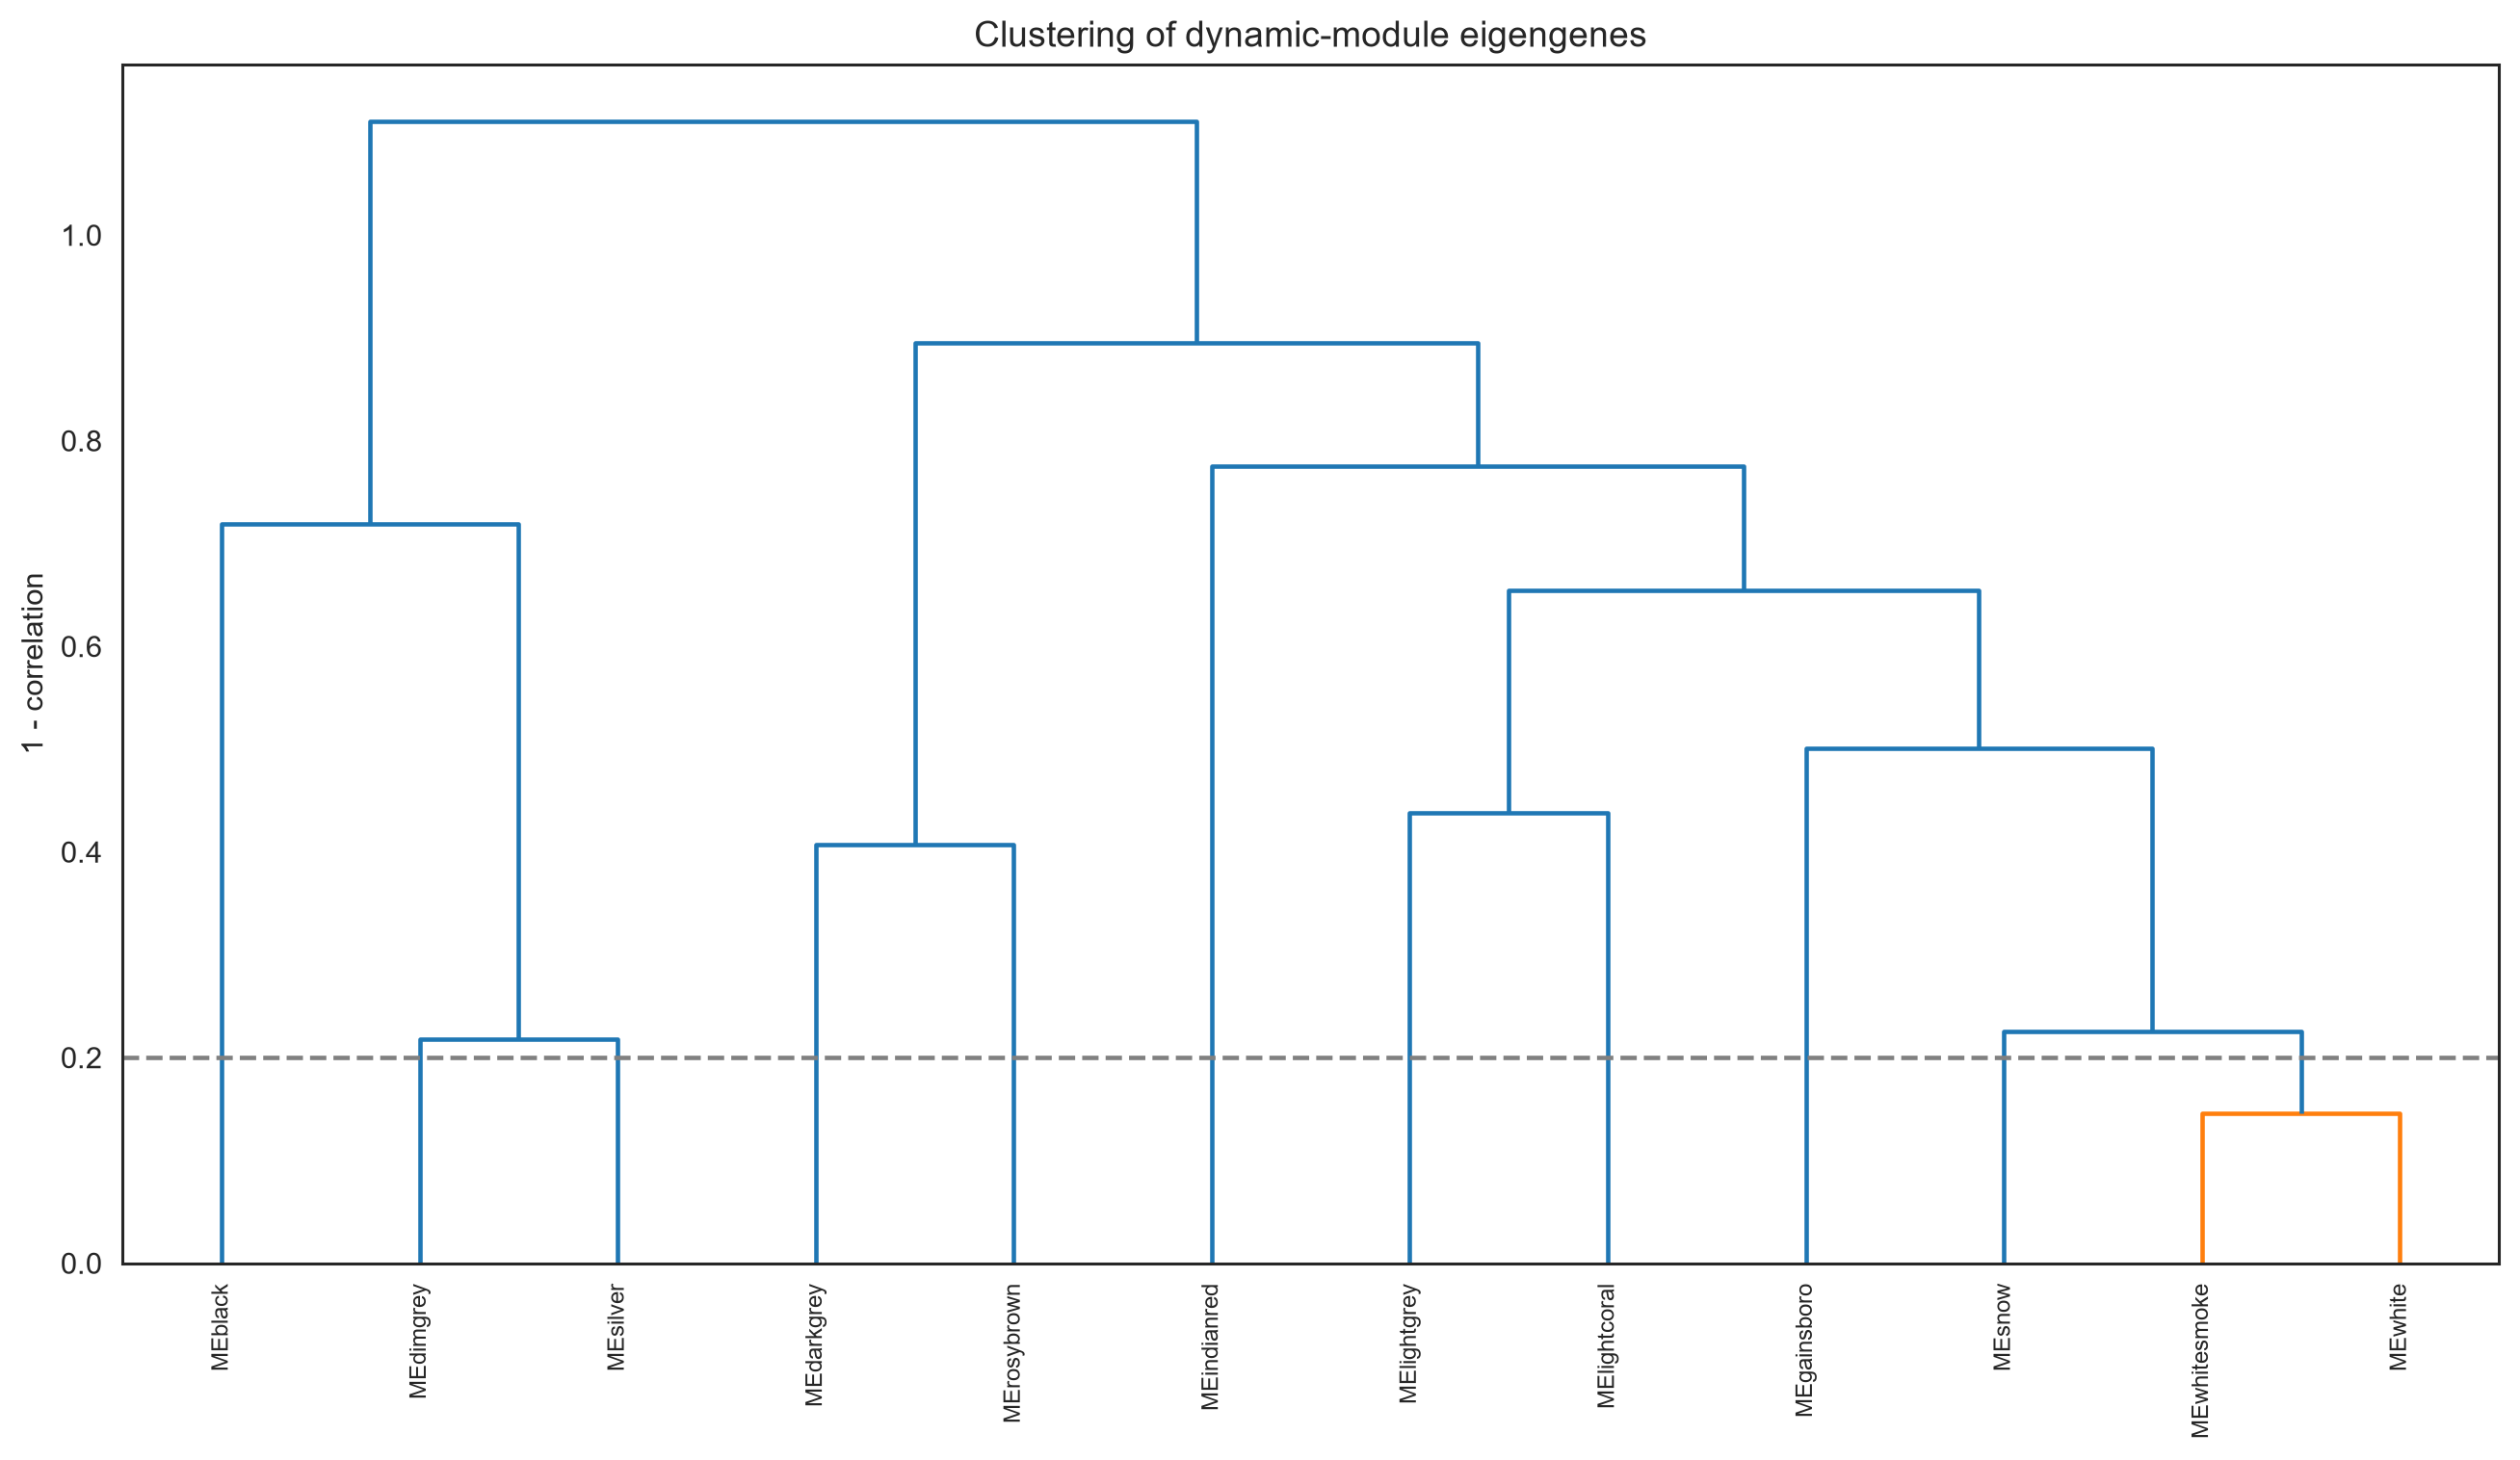 Clustering of dynamic-module eigengenes
1 - correlation
1.0
0.8
0.6
0.4
0.2
0.0
MEblack
MEdimgrey
MEsilver
MEdarkgrey
MErosybrown
MEindianred
MElightgrey
MElightcoral
MEgainsboro
MEsnow
MEwhitesmoke
MEwhite